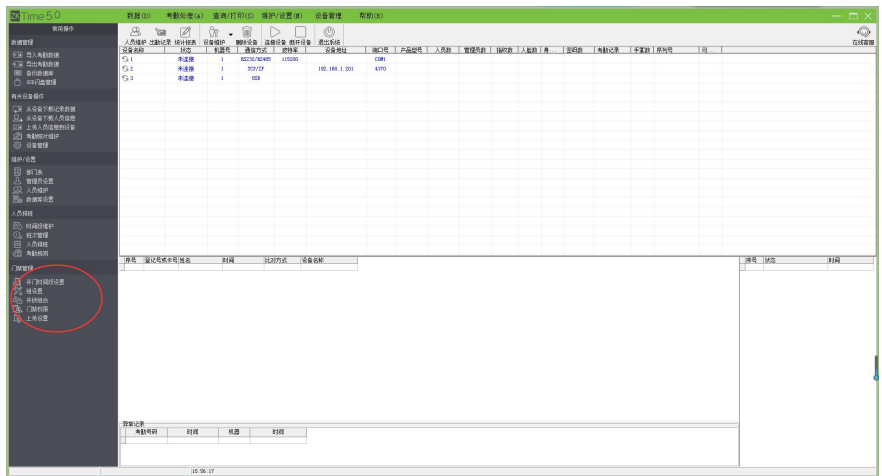 ZKTime5.0
数据(D) 考勤处理(A) 查询/打印(S) 维护/设置(M) 设备管理 帮助(H)
常用操作
人员维护 出勤记录 统计报表 设备维护 删除设备 连接设备 断开设备 退出系统
在线客服
数据管理
导入考勤数据
导出考勤数据
备份数据库
USB闪盘管理
有关设备操作
从设备下载记录数据
从设备下载人员信息
上传人员信息到设备
考勤照片维护
设备管理
维护/设置
部门表
管理员设置
人员维护
数据库设置
人员排班
时间段维护
班次管理
人员排班
考勤规则
门禁管理
开门时间段设置
组设置
开锁组合
门禁权限
上传设置
设备名称 状态 机器号 通信方式 波特率 设备地址 端口号 产品型号 人员数 管理员数 指纹数 人脸数 身... 密码数 考勤记录 手掌数 序列号 司...
1 未连接 1 RS232/RS485 115200 COM1
2 未连接 1 TCP/IP 192.168.1.201 4370
3 未连接 1 USB
序号 登记号或卡号 姓名 时间 比对方式 设备名称
序号 状态 时间
异常记录
考勤号码 时间 机器 时间
15:56:17